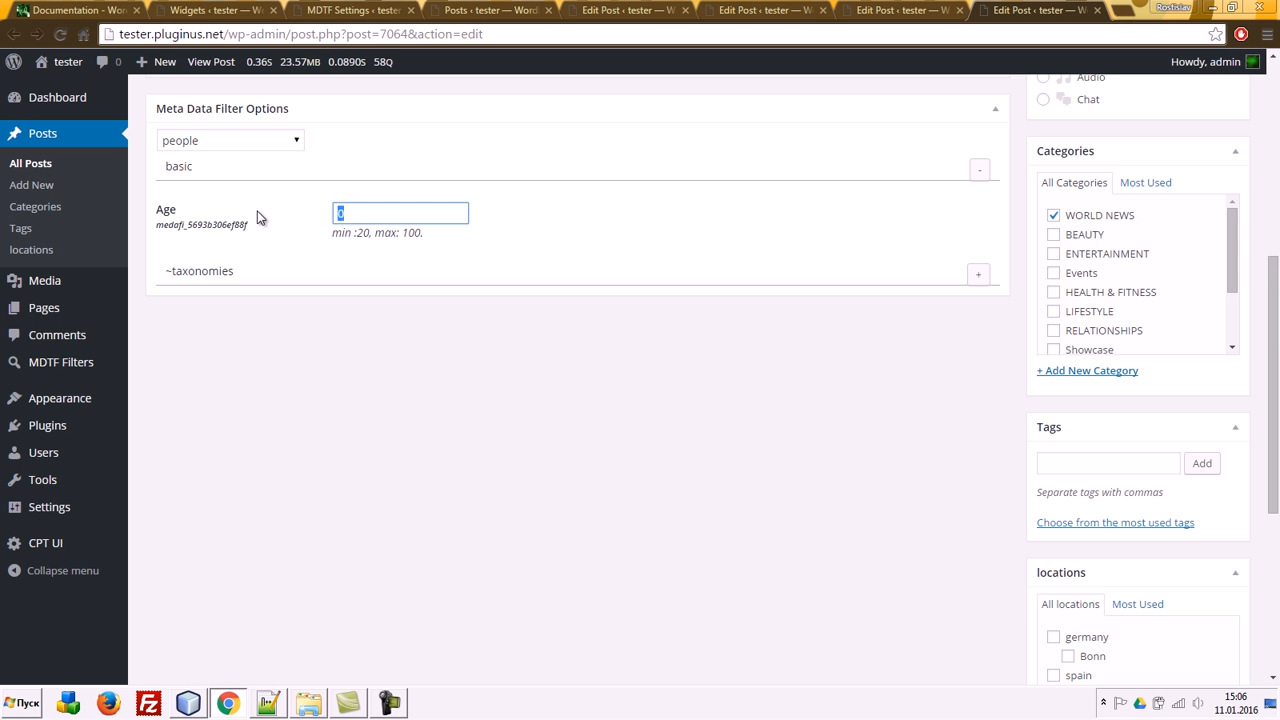 Documentation - Word
Widgets ‹ tester — Wo
MDTF Settings ‹ tester
Posts ‹ tester — Word
Edit Post ‹ tester — W
Edit Post ‹ tester — W
Edit Post ‹ tester — W
Edit Post ‹ tester — W
Rostislav
tester.pluginus.net/wp-admin/post.php?post=7064&action=edit
tester
0
New
View Post
0.36s
23.57MB
0.0890s
58Q
Howdy, admin
Dashboard
Posts
All Posts
Add New
Categories
Tags
locations
Media
Pages
Comments
MDTF Filters
Appearance
Plugins
Users
Tools
Settings
CPT UI
Collapse menu
Meta Data Filter Options
people
basic
-
Age
medafi_5693b306ef88f
0
min :20, max: 100.
~taxonomies
+
Audio
Chat
Categories
All Categories
Most Used
WORLD NEWS
BEAUTY
ENTERTAINMENT
Events
HEALTH & FITNESS
LIFESTYLE
RELATIONSHIPS
Showcase
+ Add New Category
Tags
Add
Separate tags with commas
Choose from the most used tags
locations
All locations
Most Used
germany
Bonn
spain
Пуск
15:06
11.01.2016